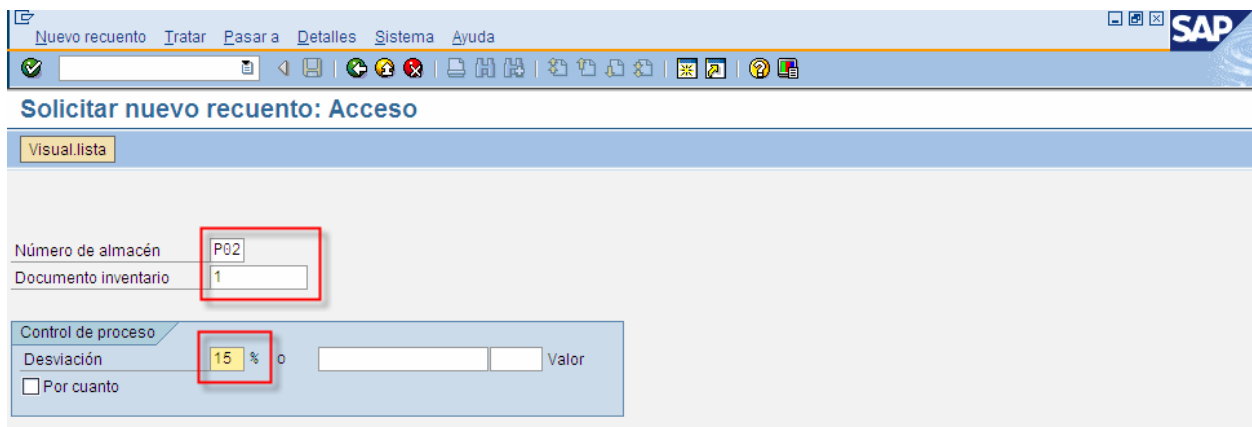 Nuevo recuento Tratar Pasar a Detalles Sistema Ayuda
SAP
Solicitar nuevo recuento: Acceso
Visual.lista
Número de almacén P02
Documento inventario 1
Control de proceso
Desviación 15 % o Valor
Por cuanto